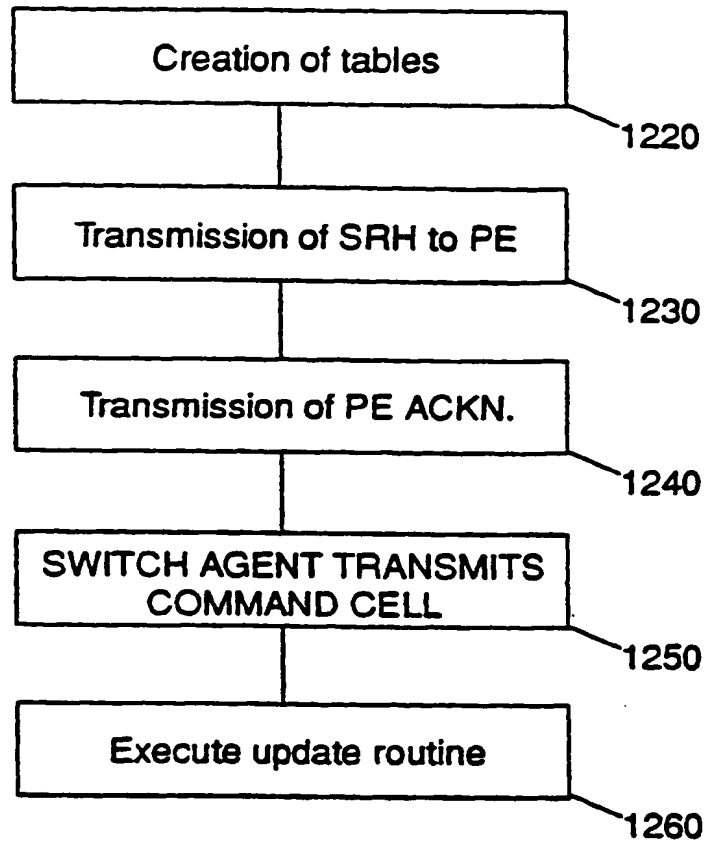 Creation of tables
1220
Transmission of SRH to PE
1230
Transmission of PE ACKN.
1240
SWITCH AGENT TRANSMITS
COMMAND CELL
1250
Execute update routine
1260